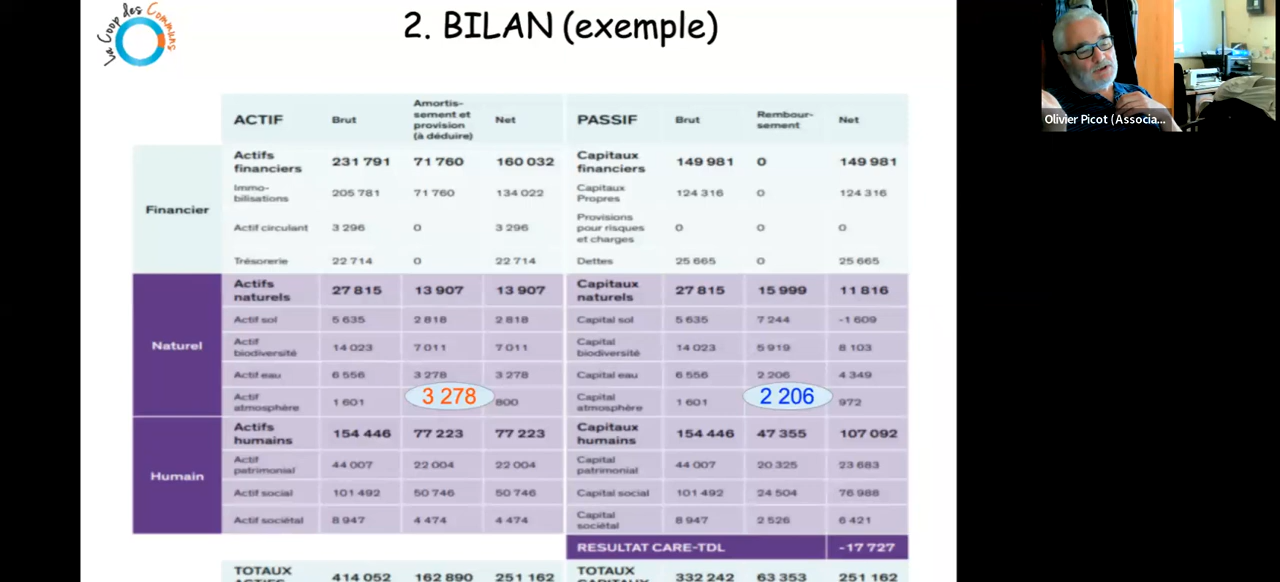 La Coop des Communs
2. BILAN (exemple)
Olivier Picot (Associa...
ACTIF Brut Amortis-sement et provision (à déduire) Net PASSIF Brut Rembour-sement Net
Financier
Actifs financiers 231 791 71 760 160 032 Capitaux financiers 149 981 0 149 981
Immo-bilisations 205 781 71 760 134 022 Capitaux Propres 124 316 0 124 316
Actif circulant 3 296 0 3 296 Provisions pour risques et charges 0 0 0
Trésorerie 22 714 0 22 714 Dettes 25 665 0 25 665
Naturel
Actifs naturels 27 815 13 907 13 907 Capitaux naturels 27 815 15 999 11 816
Actif sol 5 635 2 818 2 818 Capital sol 5 635 7 244 -1 609
Actif biodiversité 14 023 7 011 7 011 Capital biodiversité 14 023 5 919 8 103
Actif eau 6 556 3 278 3 278 Capital eau 6 556 2 206 4 349
Actif atmosphère 1 601 3 278 800 Capital atmosphère 1 601 2 206 972
Humain
Actifs humains 154 446 77 223 77 223 Capitaux humains 154 446 47 355 107 092
Actif patrimonial 44 007 22 004 22 004 Capital patrimonial 44 007 20 325 23 683
Actif social 101 492 50 746 50 746 Capital social 101 492 24 504 76 988
Actif sociétal 8 947 4 474 4 474 Capital sociétal 8 947 2 526 6 421
RESULTAT CARE-TDL -17 727
TOTAUX ACTIFS 414 052 162 890 251 162 TOTAUX CAPITAUX 332 242 63 353 251 162